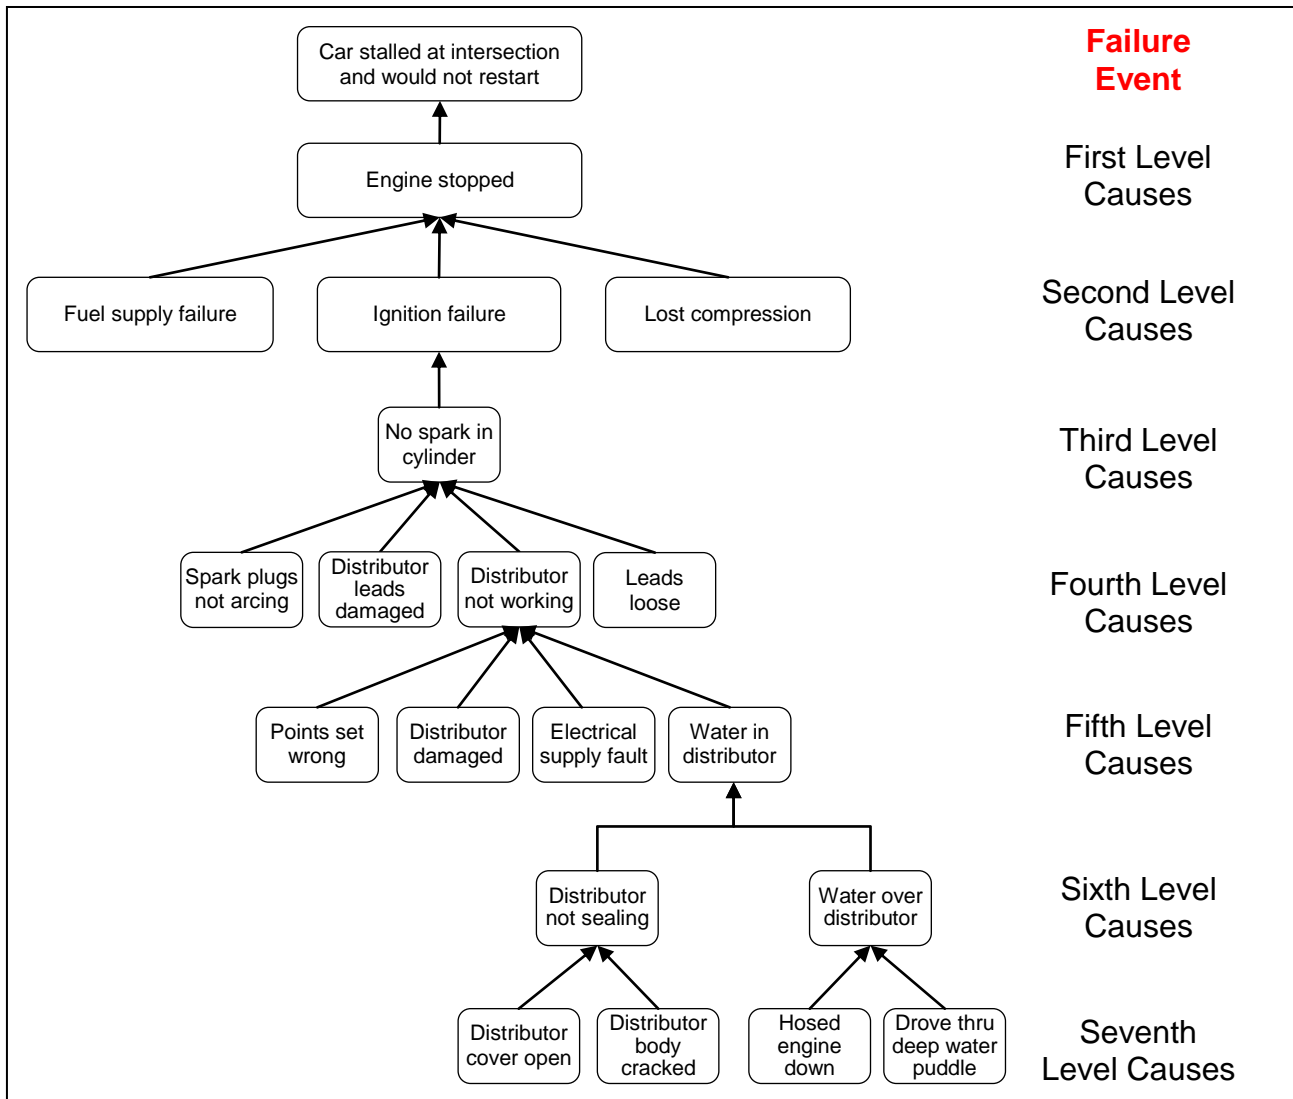 Car stalled at intersection
and would not restart
Failure
Event
Engine stopped
First Level
Causes
Fuel supply failure
Ignition failure
Lost compression
Second Level
Causes
No spark in
cylinder
Third Level
Causes
Spark plugs
not arcing
Distributor
leads
damaged
Distributor
not working
Leads
loose
Fourth Level
Causes
Points set
wrong
Distributor
damaged
Electrical
supply fault
Water in
distributor
Fifth Level
Causes
Distributor
not sealing
Water over
distributor
Sixth Level
Causes
Distributor
cover open
Distributor
body
cracked
Hosed
engine
down
Drove thru
deep water
puddle
Seventh
Level Causes